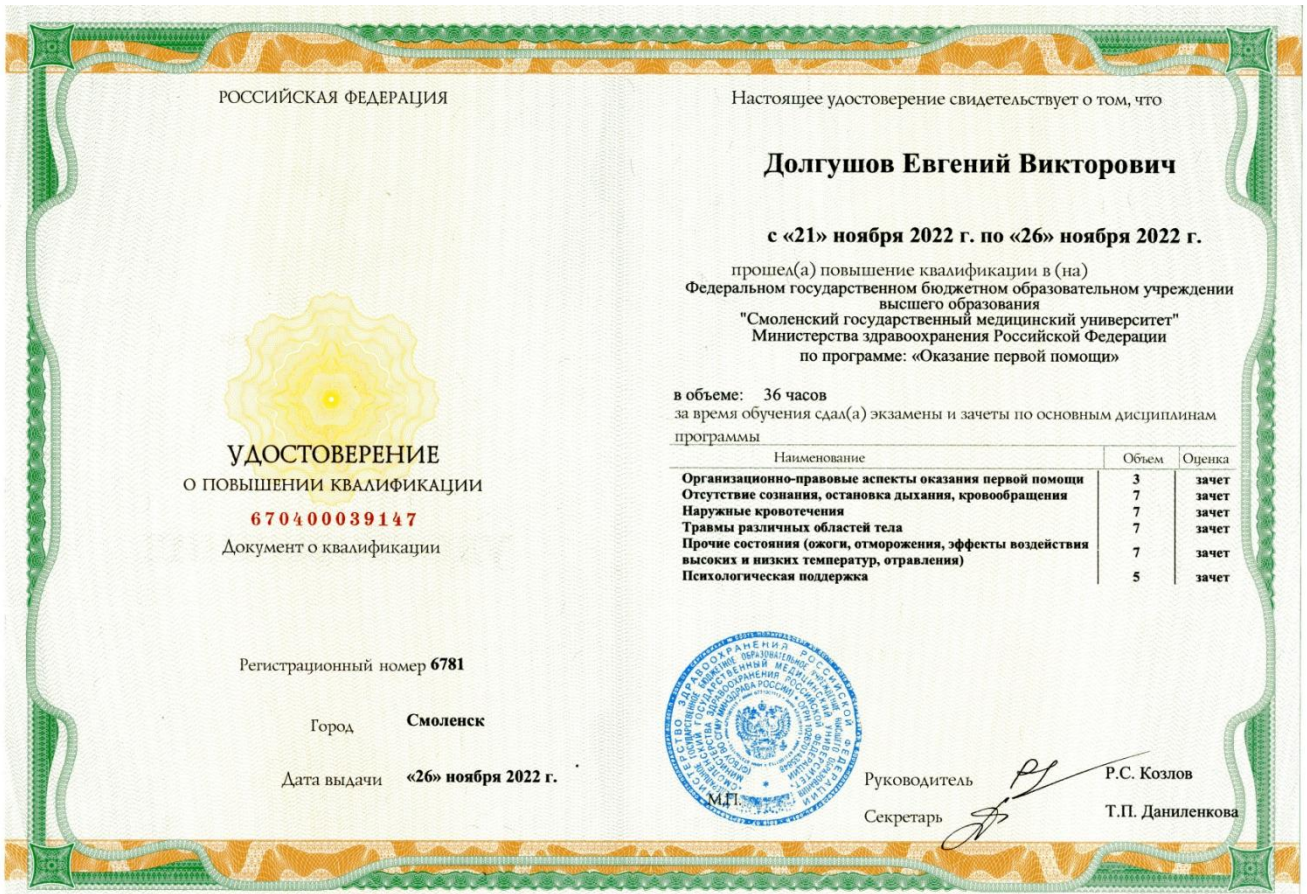 РОССИЙСКАЯ ФЕДЕРАЦИЯ
УДОСТОВЕРЕНИЕ
О ПОВЫШЕНИИ КВАЛИФИКАЦИИ
670400039147
Документ о квалификации
Регистрационный номер 6781
Город Смоленск
Дата выдачи «26» ноября 2022 г.
Настоящее удостоверение свидетельствует о том, что
Долгушов Евгений Викторович
с «21» ноября 2022 г. по «26» ноября 2022 г.
прошел(а) повышение квалификации в (на)
Федеральном государственном бюджетном образовательном учреждении
высшего образования
"Смоленский государственный медицинский университет"
Министерства здравоохранения Российской Федерации
по программе: «Оказание первой помощи»
в объеме: 36 часов
за время обучения сдал(а) экзамены и зачеты по основным дисциплинам
программы
Наименование Объем Оценка
Организационно-правовые аспекты оказания первой помощи 3 зачет
Отсутствие сознания, остановка дыхания, кровообращения 7 зачет
Наружные кровотечения 7 зачет
Травмы различных областей тела 7 зачет
Прочие состояния (ожоги, отморожения, эффекты воздействия
высоких и низких температур, отравления) 7 зачет
Психологическая поддержка 5 зачет
МИНИСТЕРСТВО ЗДРАВООХРАНЕНИЯ РОССИЙСКОЙ ФЕДЕРАЦИИ
М.П.
Руководитель Р.С. Козлов
Секретарь Т.П. Даниленкова